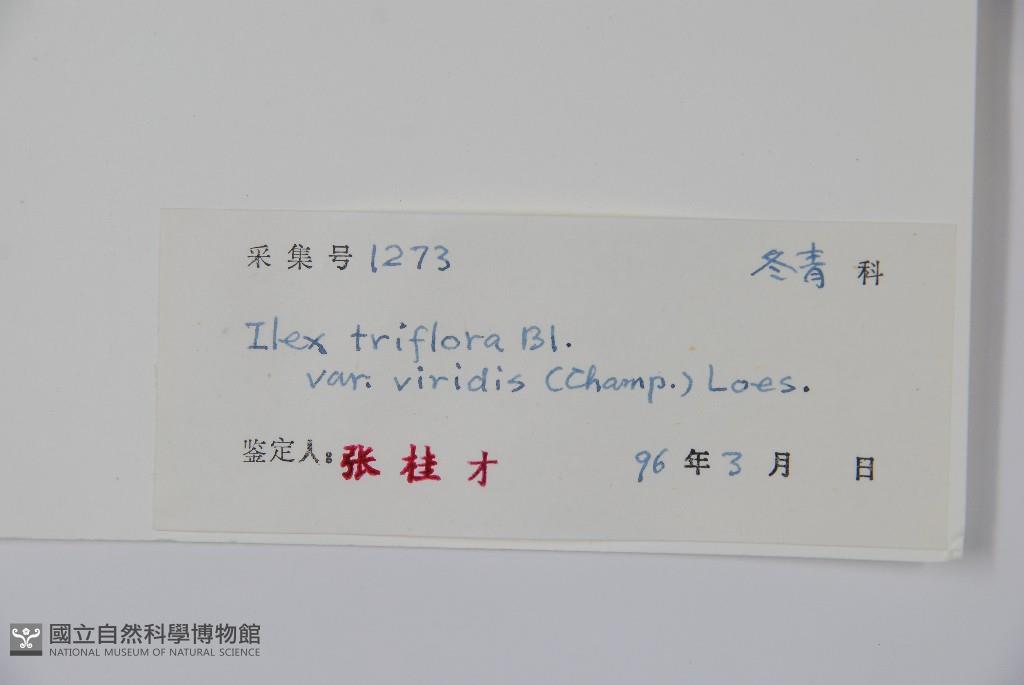 采集号 1273 冬青 科
Ilex triflora Bl.
var. viridis (Champ.) Loes.
鉴定人: 张桂才 96 年 3 月 日
國立自然科學博物館
NATIONAL MUSEUM OF NATURAL SCIENCE